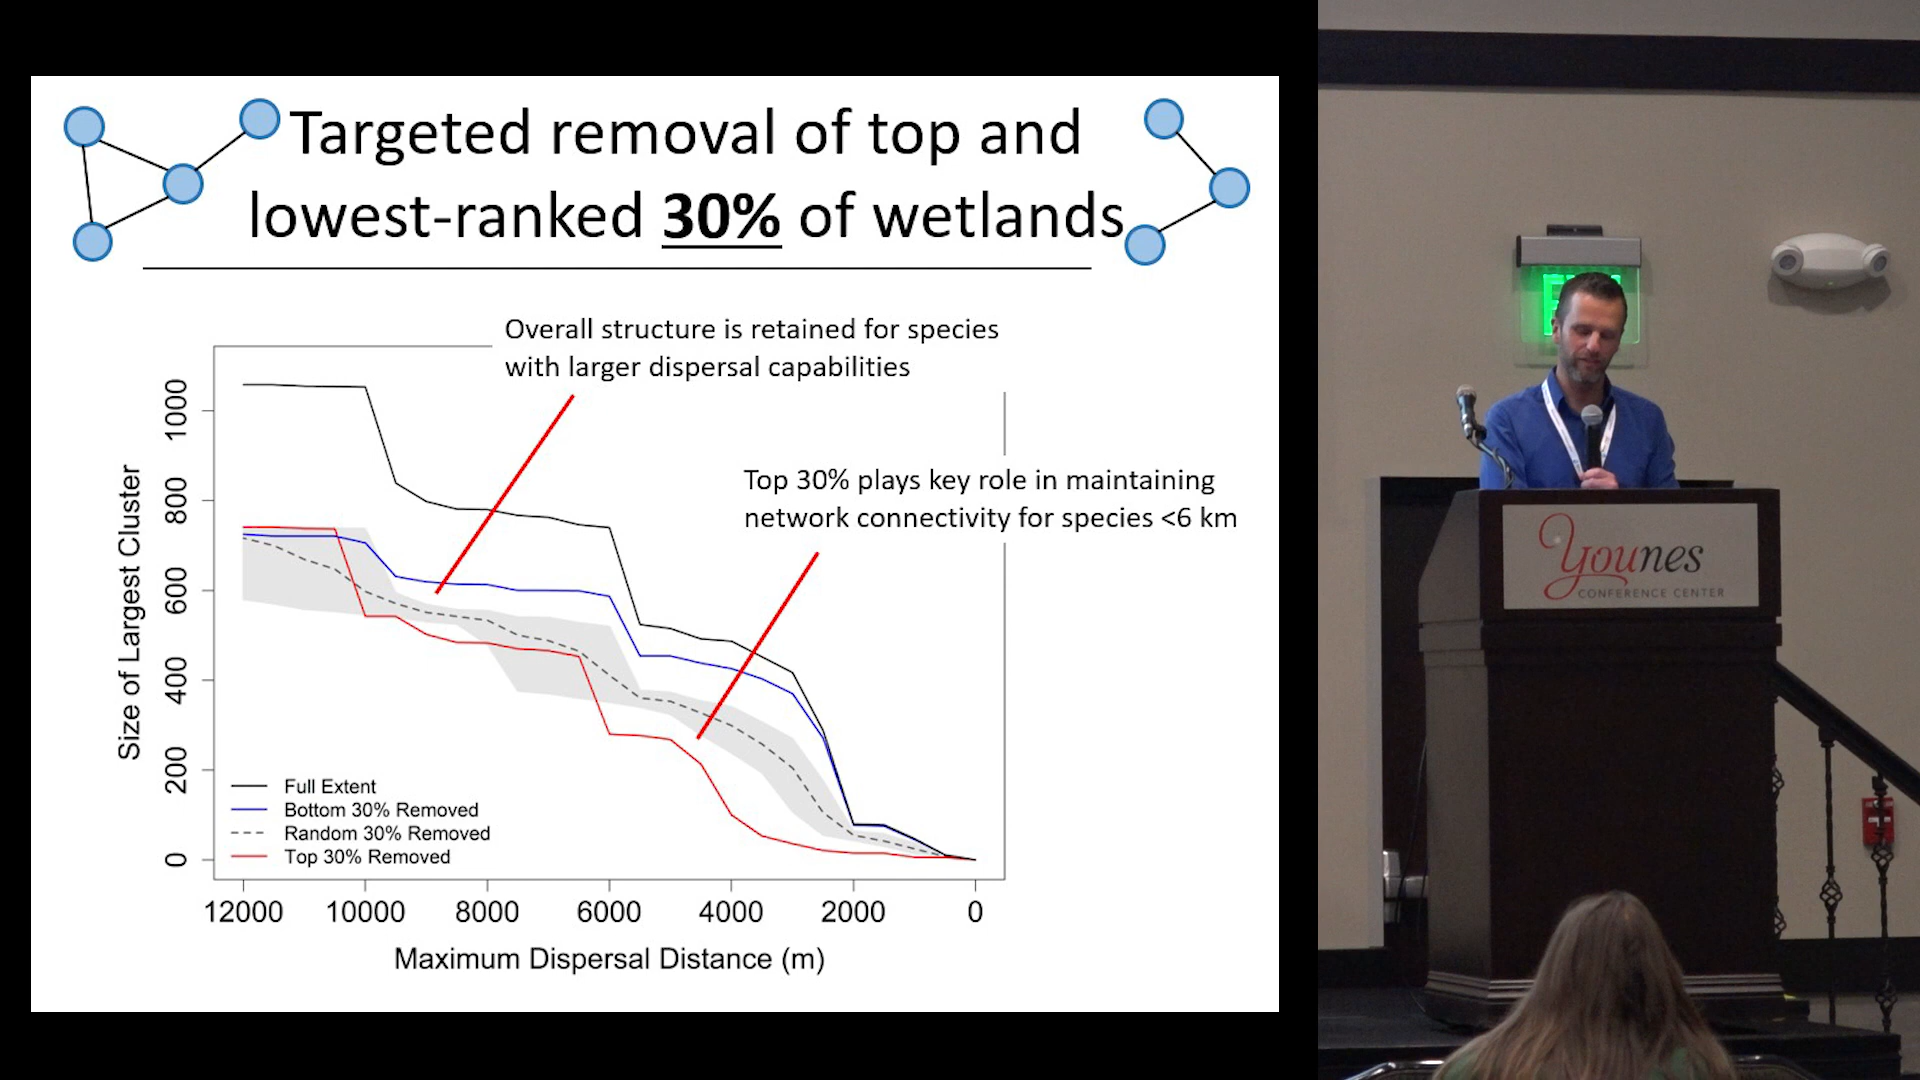 Targeted removal of top and
lowest-ranked 30% of wetlands
Overall structure is retained for species
with larger dispersal capabilities
Top 30% plays key role in maintaining
network connectivity for species <6 km
Size of Largest Cluster
1000
800
600
400
200
0
Full Extent
Bottom 30% Removed
Random 30% Removed
Top 30% Removed
12000 10000 8000 6000 4000 2000 0
Maximum Dispersal Distance (m)
Younes
CONFERENCE CENTER